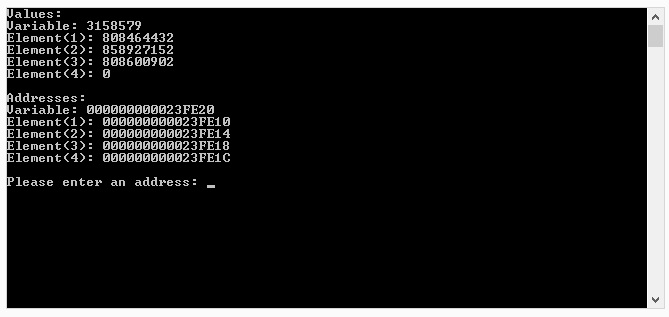 Values:
Variable: 3158579
Element(1): 808464432
Element(2): 858927152
Element(3): 808600902
Element(4): 0
Addresses:
Variable: 000000000023FE20
Element(1): 000000000023FE10
Element(2): 000000000023FE14
Element(3): 000000000023FE18
Element(4): 000000000023FE1C
Please enter an address: _